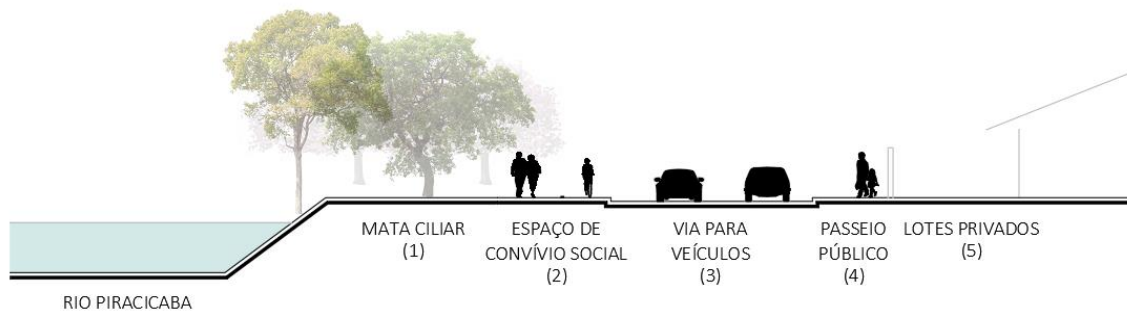 MATA CILIAR
(1)
ESPAÇO DE
CONVÍVIO SOCIAL
(2)
VIA PARA
VEÍCULOS
(3)
PASSEIO
PÚBLICO
(4)
LOTES PRIVADOS
(5)
RIO PIRACICABA